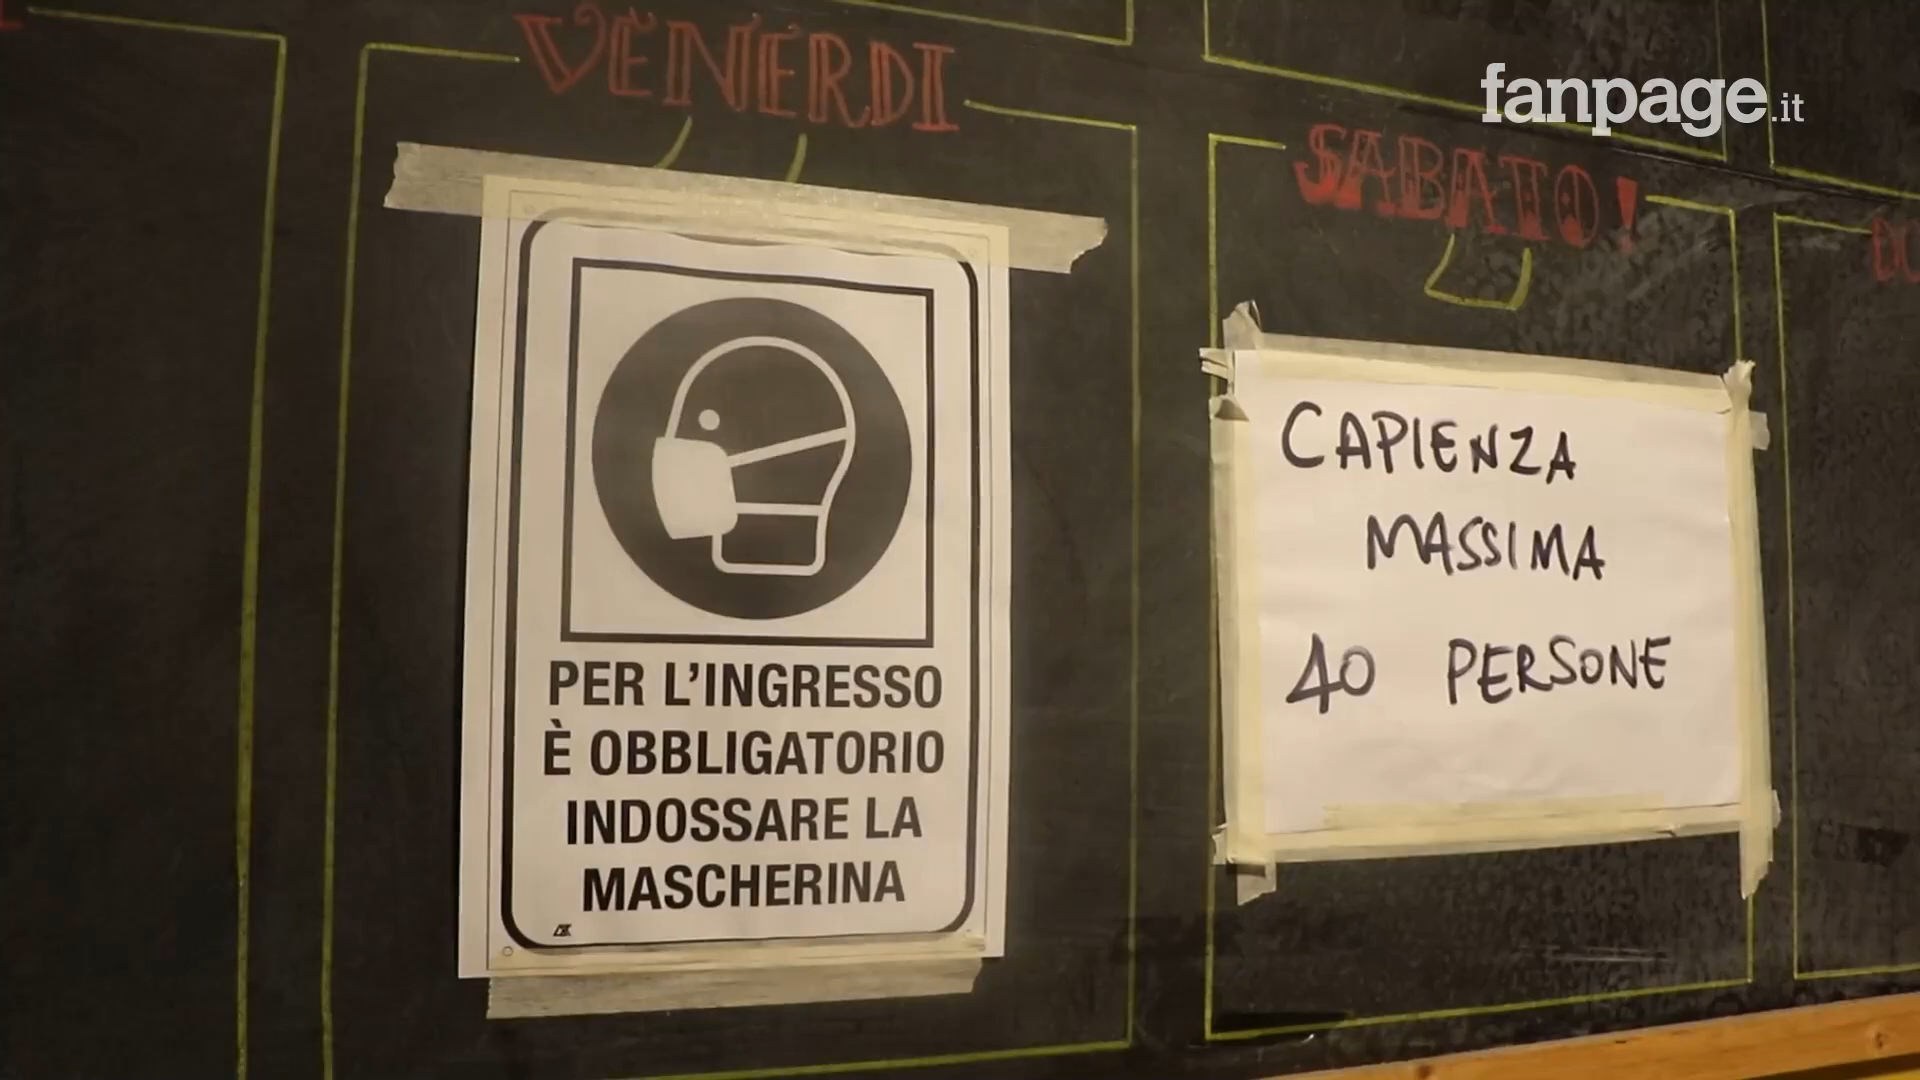 VENERDI
SABATO!
fanpage.it
PER L'INGRESSO
È OBBLIGATORIO
INDOSSARE LA
MASCHERINA
CAPIENZA
MASSIMA
40 PERSONE